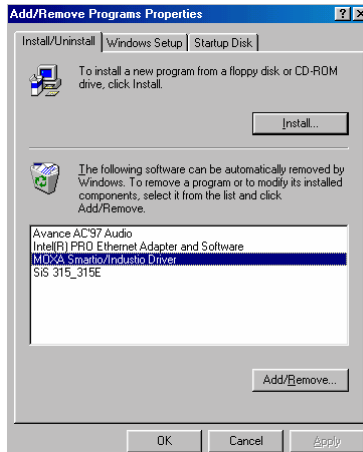 Add/Remove Programs Properties
Install/Uninstall Windows Setup Startup Disk
To install a new program from a floppy disk or CD-ROM
drive, click Install.
Install...
The following software can be automatically removed by
Windows. To remove a program or to modify its installed
components, select it from the list and click
Add/Remove.
Avance AC'97 Audio
Intel(R) PRO Ethernet Adapter and Software
MOXA Smartio/Industio Driver
SiS 315_315E
Add/Remove...
OK Cancel Apply